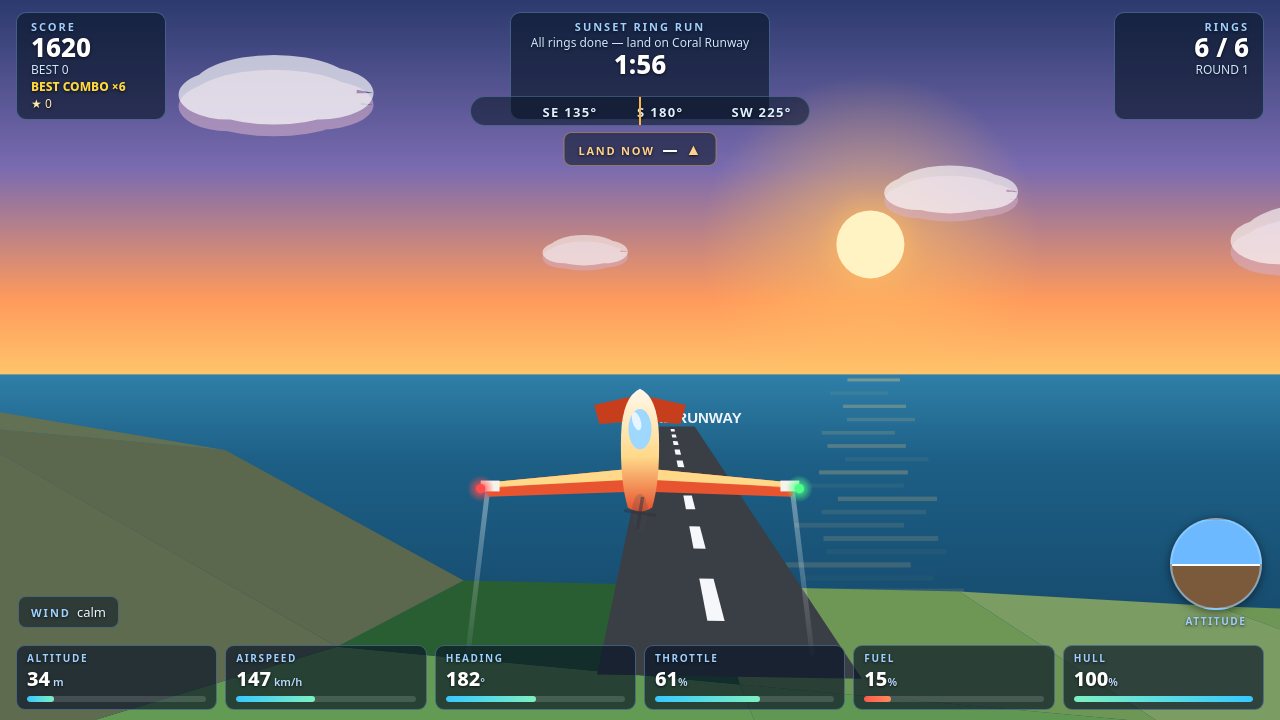 SCORE
1620
BEST 0
BEST COMBO ×6
★ 0
SUNSET RING RUN
All rings done — land on Coral Runway
1:56
SE 135°
S 180°
SW 225°
LAND NOW — ▲
RINGS
6 / 6
ROUND 1
RUNWAY
WIND calm
ATTITUDE
ALTITUDE
34 m
AIRSPEED
147 km/h
HEADING
182°
THROTTLE
61%
FUEL
15%
HULL
100%